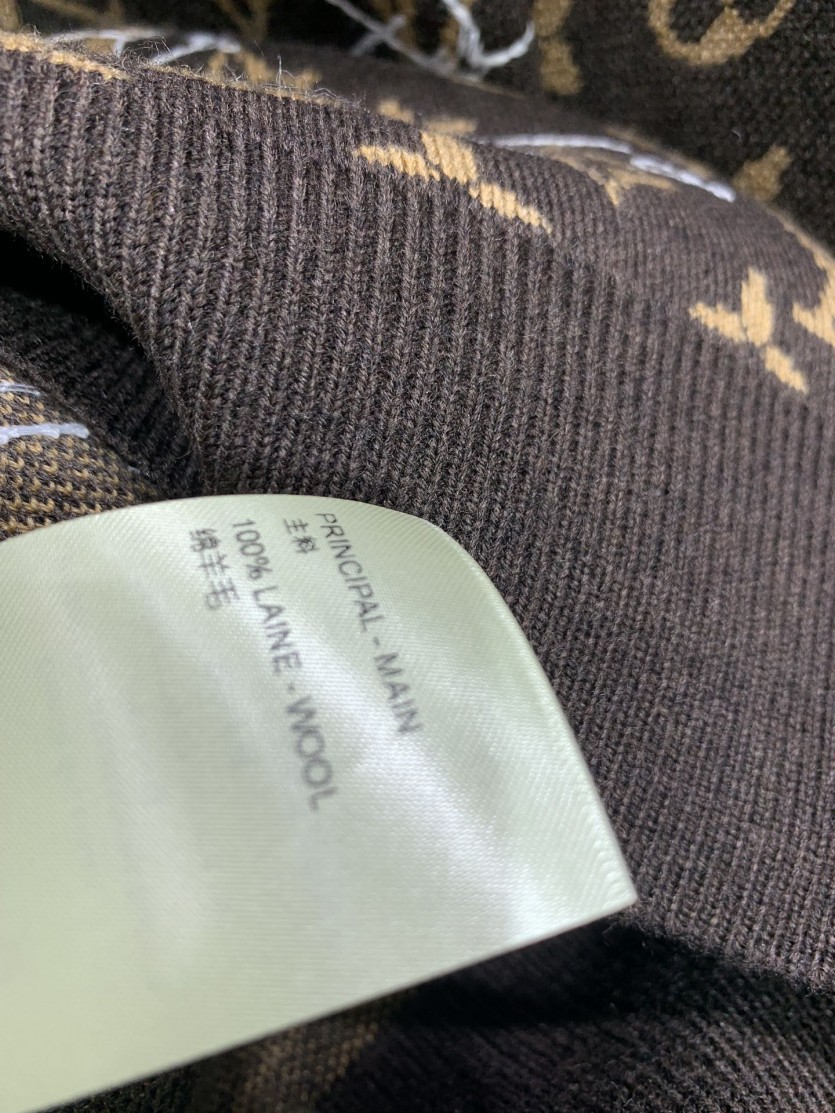 PRINCIPAL - MAIN
主料
100% LAINE - WOOL
绵羊毛